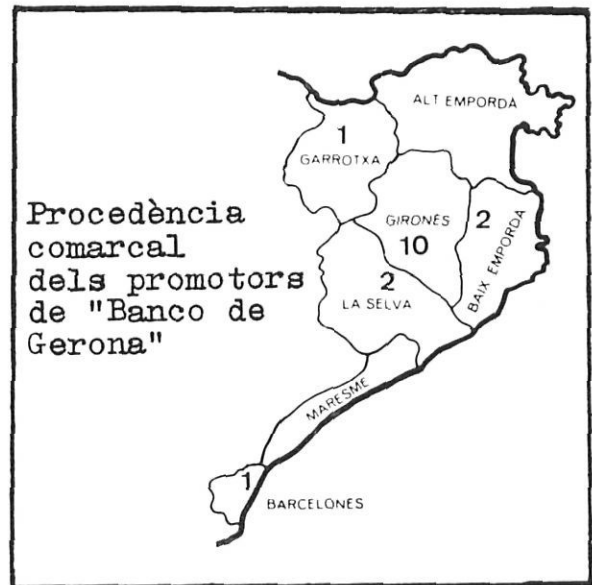 ALT EMPORDÀ
1
GARROTXA
Procedència
comarcal
dels promotors
de "Banco de
Gerona"
GIRONÈS
10
2
BAIX EMPORDA
2
LA SELVA
MARESME
1
BARCELONES